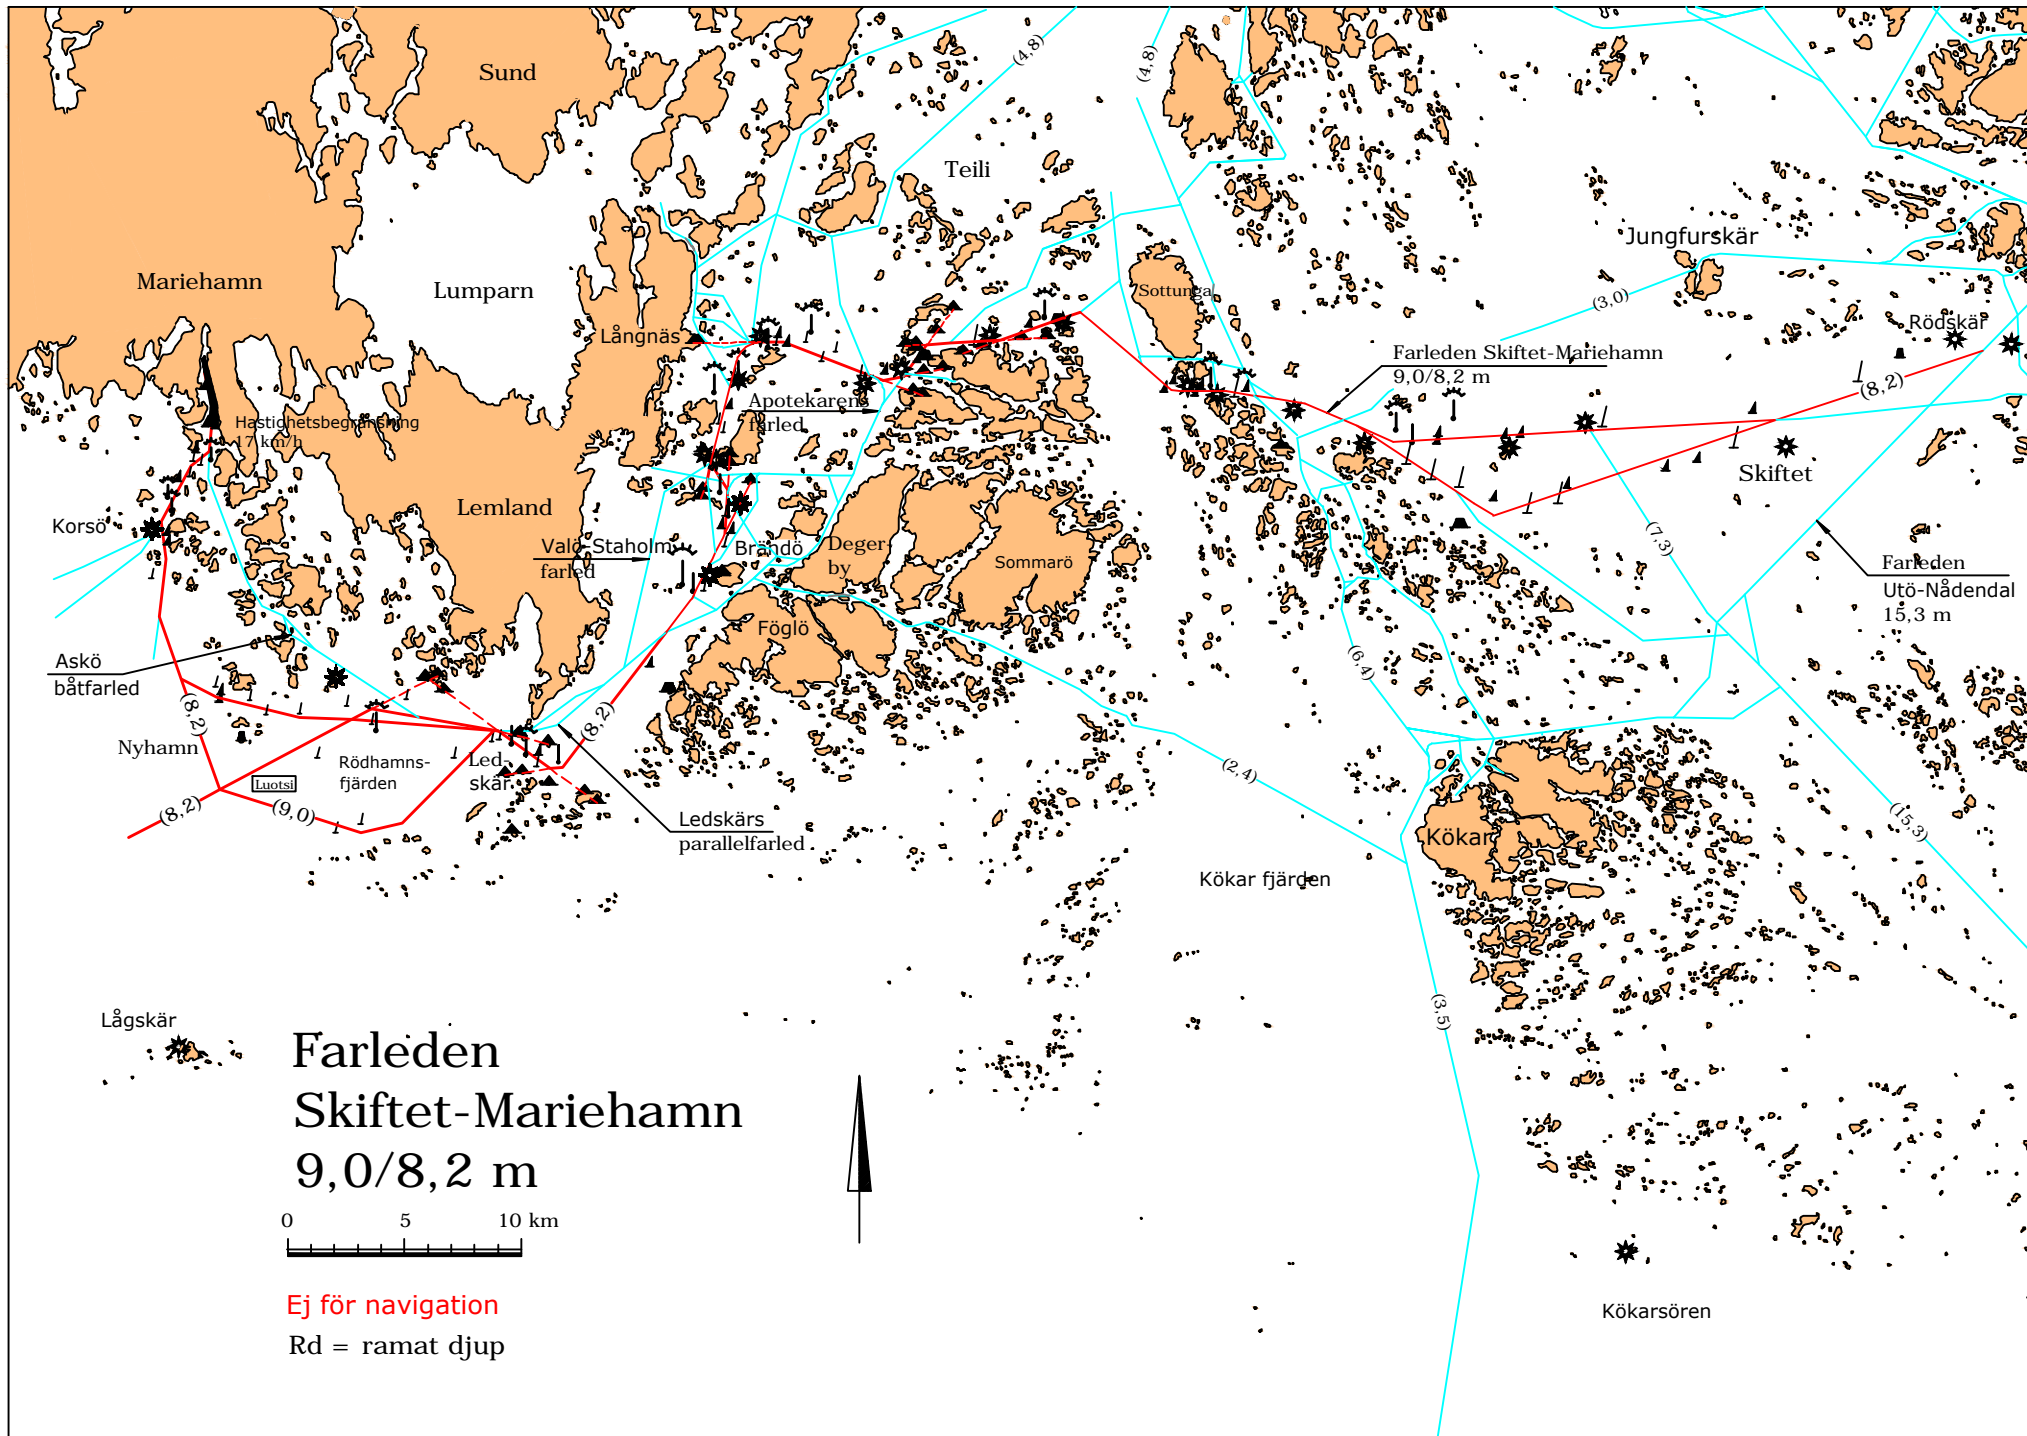 Sund
(4,8)
(4,8)
Teili
Mariehamn
Lumparn
Sottunga
Jungfurskär
(3,0)
Rödskär
Långnäs
Farleden Skiftet-Mariehamn
9,0/8,2 m
(8,2)
Apotekarens
farled
Hastighetsbegränsning
17 km/h
Skiftet
Korsö
Lemland
Valö-Staholm
farled
Brändö
Deger-
by
Sommarö
(7,3)
Farleden
Utö-Nådendal
15,3 m
Föglö
(6,4)
Askö
båtfarled
(8,2)
(8,2)
Nyhamn
Rödhamns-
fjärden
Luotsi
Led-
skär
(8,2)
(9,0)
(2,4)
Ledskärs
parallelfarled
(15,3)
Kökar
Kökar fjärden
(3,5)
Lågskär
Farleden
Skiftet-Mariehamn
9,0/8,2 m
0 5 10 km
Ej för navigation
Rd = ramat djup
Kökarsören